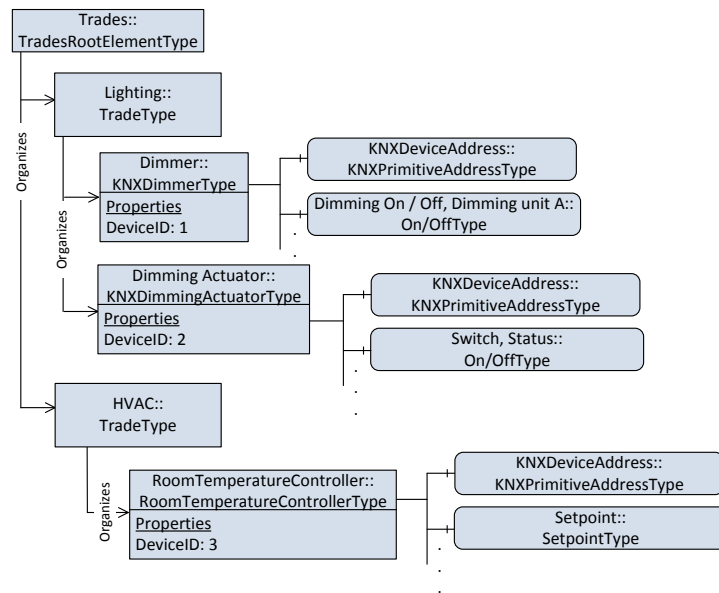 Trades::
TradesRootElementType
Lighting::
TradeType
Organizes
Dimmer::
KNXDimmerType
Properties
DeviceID: 1
KNXDeviceAddress::
KNXPrimitiveAddressType
Dimming On / Off, Dimming unit A::
On/OffType
.
.
Organizes
Dimming Actuator::
KNXDimmingActuatorType
Properties
DeviceID: 2
KNXDeviceAddress::
KNXPrimitiveAddressType
Switch, Status::
On/OffType
.
.
.
HVAC::
TradeType
Organizes
RoomTemperatureController::
RoomTemperatureControllerType
Properties
DeviceID: 3
KNXDeviceAddress::
KNXPrimitiveAddressType
Setpoint::
SetpointType
.
.
.